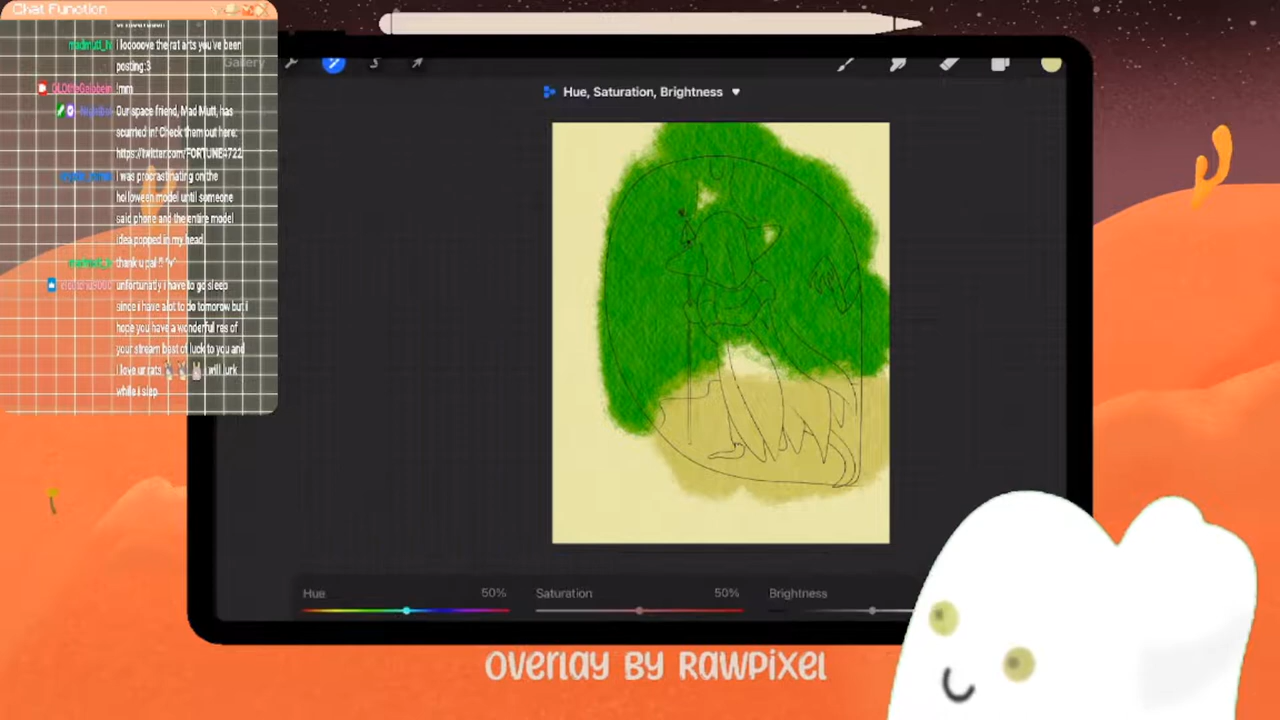 Chat Function
i looooove the rat arts you've been
posting:3
!mm
Our space friend, Mad Mutt, has
scurried in! Check them out here:
https://twitter.com/FORTUNE4722
i was procrastinating on the
holloween model until someone
said phone and the entire model
idea popped in my head
thank u pal !! ^v^
unfortunatly i have to go sleep
since i have alot to do tomorow but i
hope you have a wonderful res of
your stream best of luck to you and
i love ur rats i will lurk
while i slep
Gallery
Hue, Saturation, Brightness
Hue 50% Saturation 50% Brightness
OVERLAY BY RAWPIXEL